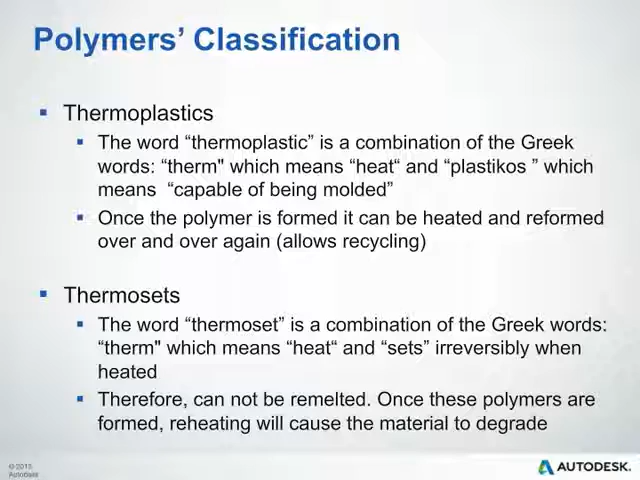 Polymers’ Classification
Thermoplastics
The word “thermoplastic” is a combination of the Greek
words: “therm" which means “heat“ and “plastikos ” which
means “capable of being molded”
Once the polymer is formed it can be heated and reformed
over and over again (allows recycling)
Thermosets
The word “thermoset” is a combination of the Greek words:
“therm" which means “heat“ and “sets” irreversibly when
heated
Therefore, can not be remelted. Once these polymers are
formed, reheating will cause the material to degrade
Autodesk
AUTODESK.